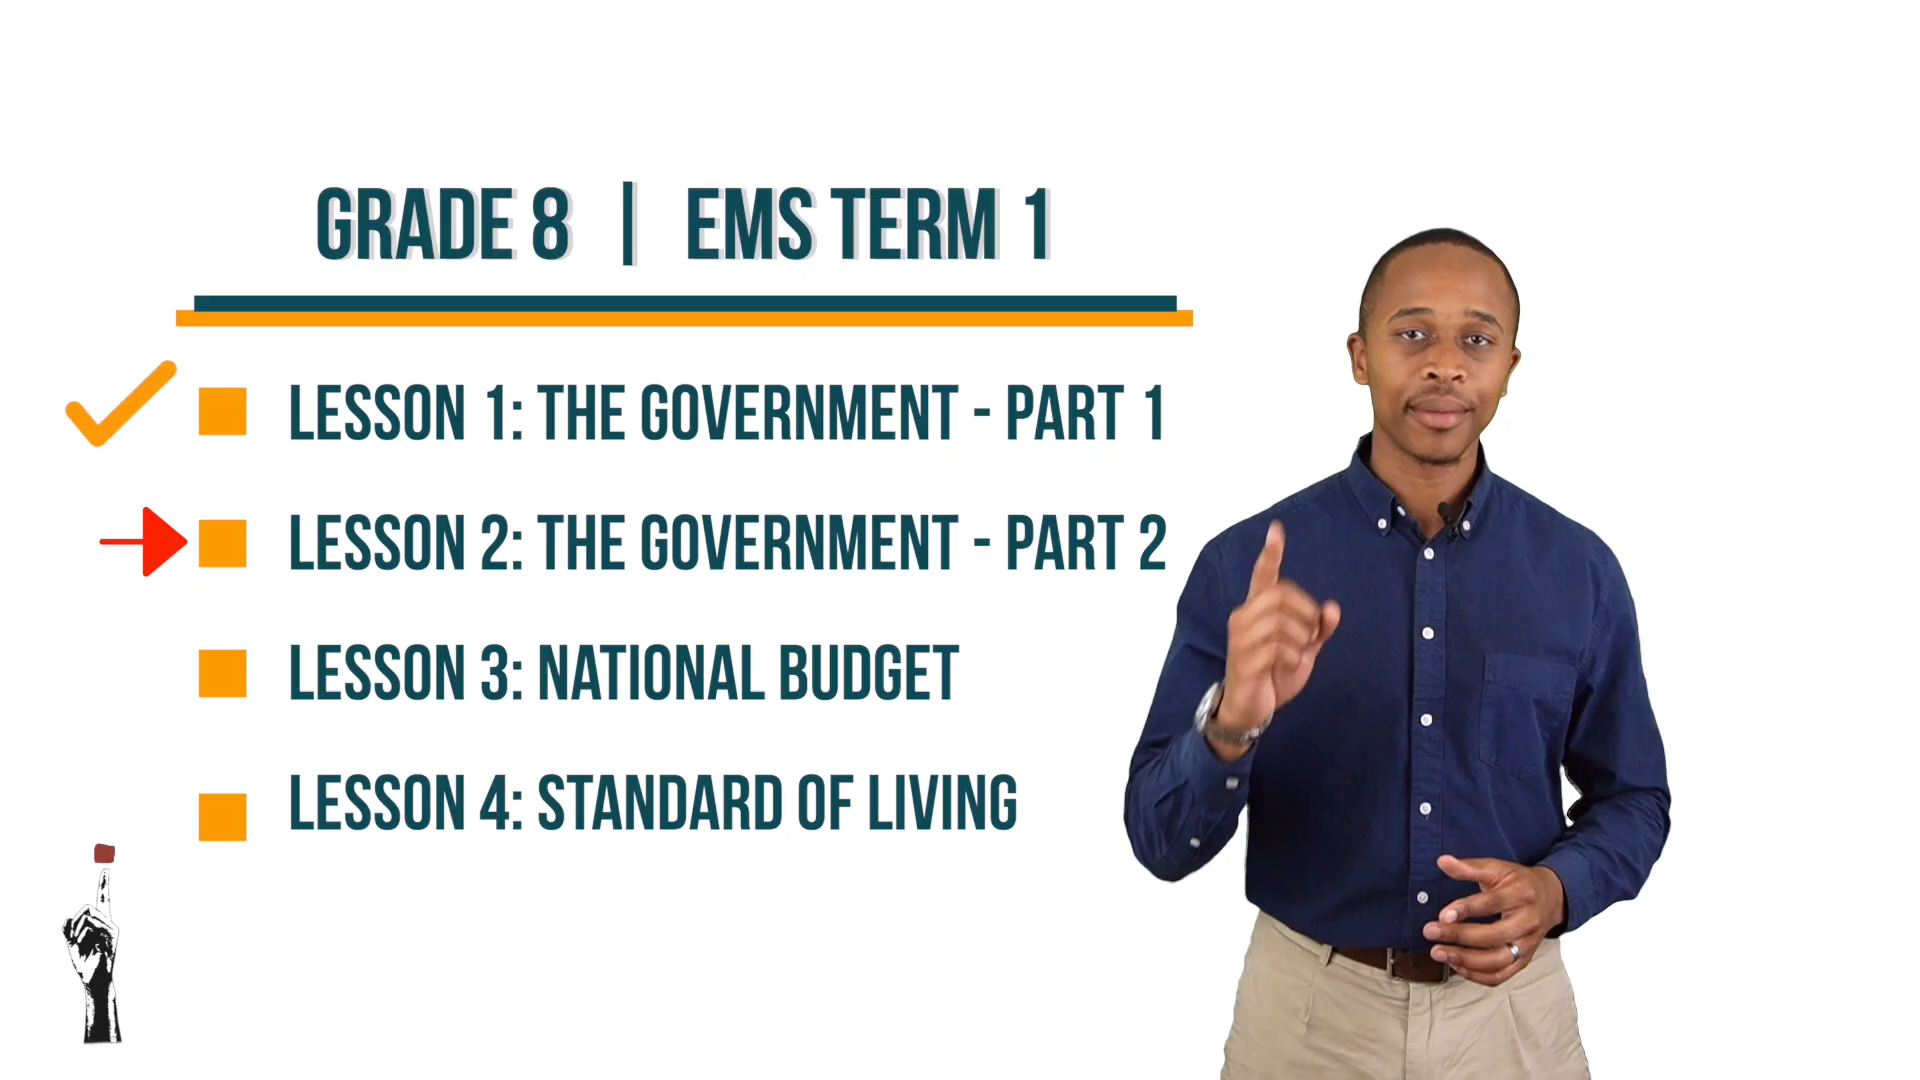 GRADE 8 | EMS TERM 1
LESSON 1: THE GOVERNMENT - PART 1
LESSON 2: THE GOVERNMENT - PART 2
LESSON 3: NATIONAL BUDGET
LESSON 4: STANDARD OF LIVING